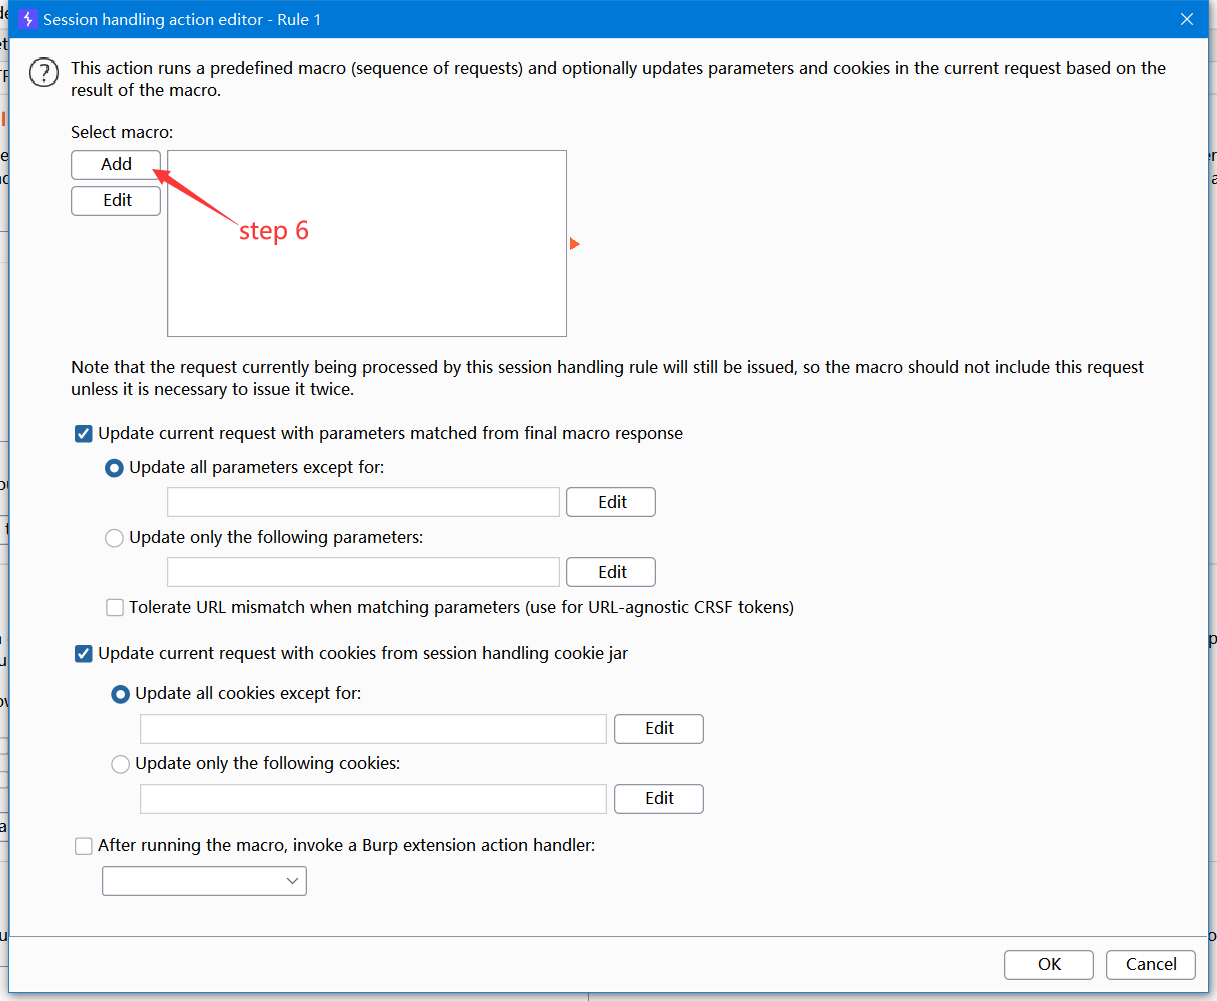 Session handling action editor - Rule 1
This action runs a predefined macro (sequence of requests) and optionally updates parameters and cookies in the current request based on the
result of the macro.
Select macro:
Add
Edit
step 6
Note that the request currently being processed by this session handling rule will still be issued, so the macro should not include this request
unless it is necessary to issue it twice.
Update current request with parameters matched from final macro response
Update all parameters except for:
Edit
Update only the following parameters:
Edit
Tolerate URL mismatch when matching parameters (use for URL-agnostic CRSF tokens)
Update current request with cookies from session handling cookie jar
Update all cookies except for:
Edit
Update only the following cookies:
Edit
After running the macro, invoke a Burp extension action handler:
OK
Cancel